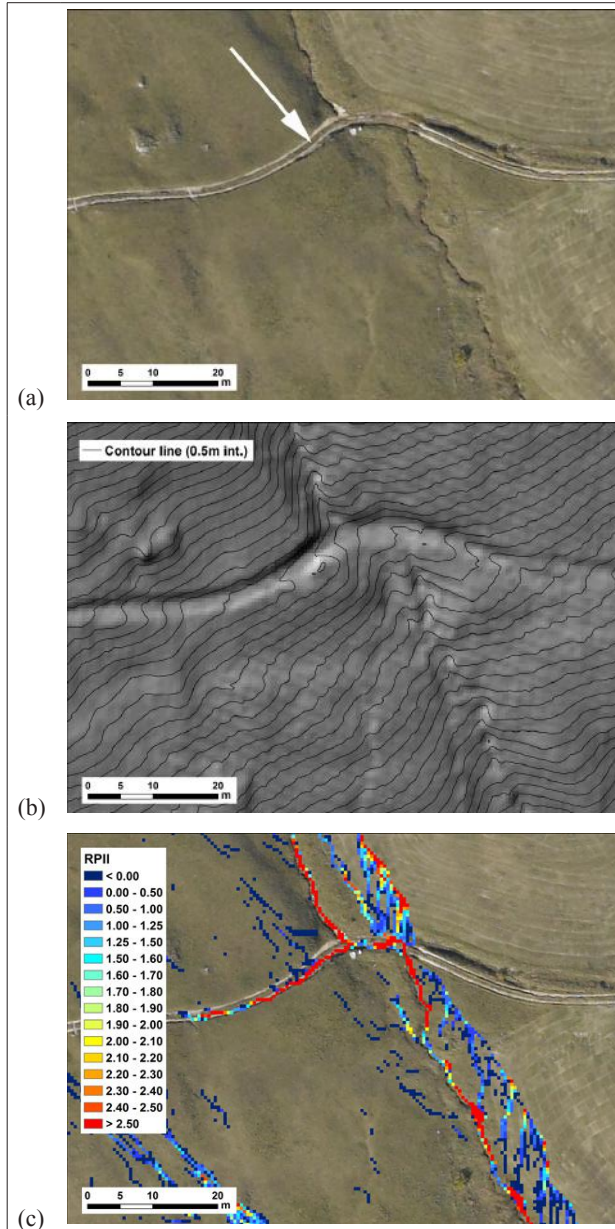 0 5 10 20
m
(a)
Contour line (0.5m int.)
0 5 10 20
m
(b)
RPII
< 0.00
0.00 - 0.50
0.50 - 1.00
1.00 - 1.25
1.25 - 1.50
1.50 - 1.60
1.60 - 1.70
1.70 - 1.80
1.80 - 1.90
1.90 - 2.00
2.00 - 2.10
2.10 - 2.20
2.20 - 2.30
2.30 - 2.40
2.40 - 2.50
> 2.50
0 5 10 20
m
(c)